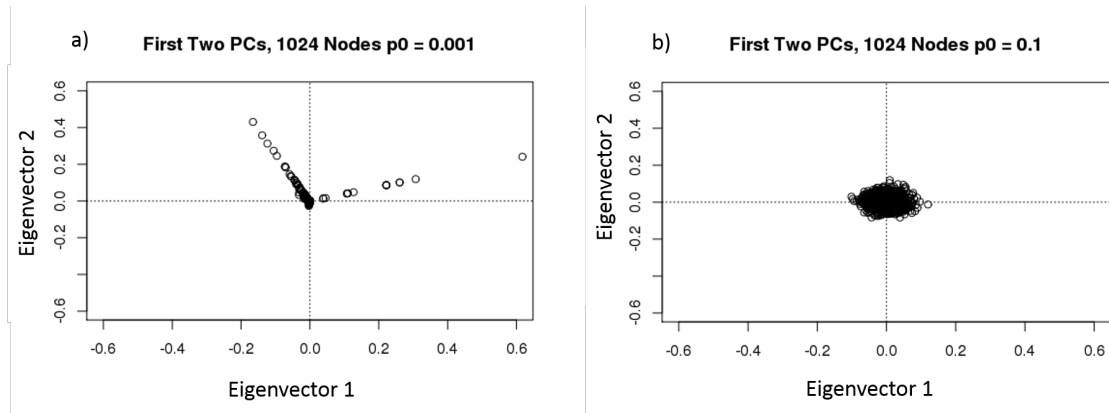 a) First Two PCs, 1024 Nodes p0 = 0.001
Eigenvector 2
0.6
0.4
0.2
0.0
-0.2
-0.6
-0.6 -0.4 -0.2 0.0 0.2 0.4 0.6
Eigenvector 1
b) First Two PCs, 1024 Nodes p0 = 0.1
Eigenvector 2
0.6
0.4
0.2
0.0
-0.2
-0.6
-0.6 -0.4 -0.2 0.0 0.2 0.4 0.6
Eigenvector 1